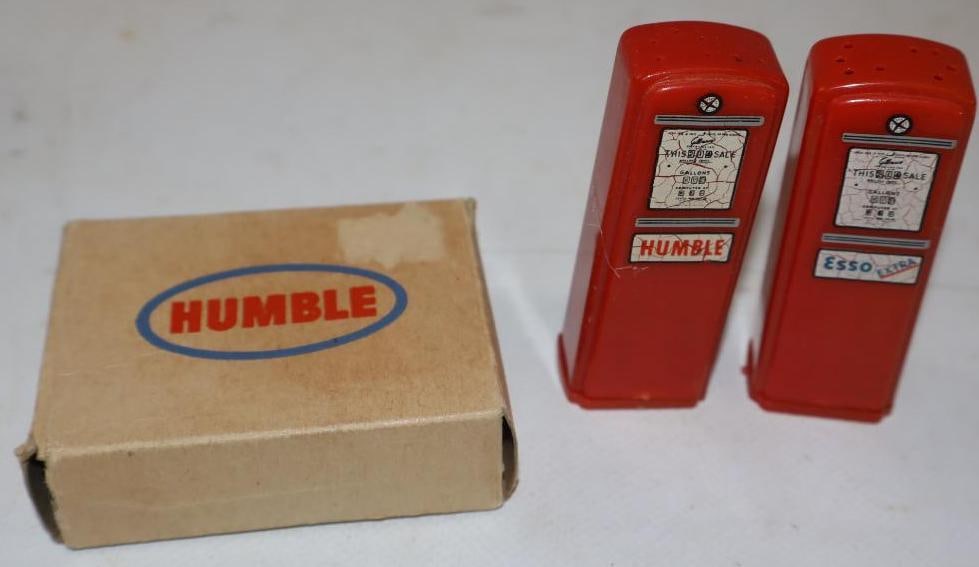 HUMBLE
THIS SALE
GALLONS
HUMBLE
THIS SALE
GALLONS
ESSO EXTRA